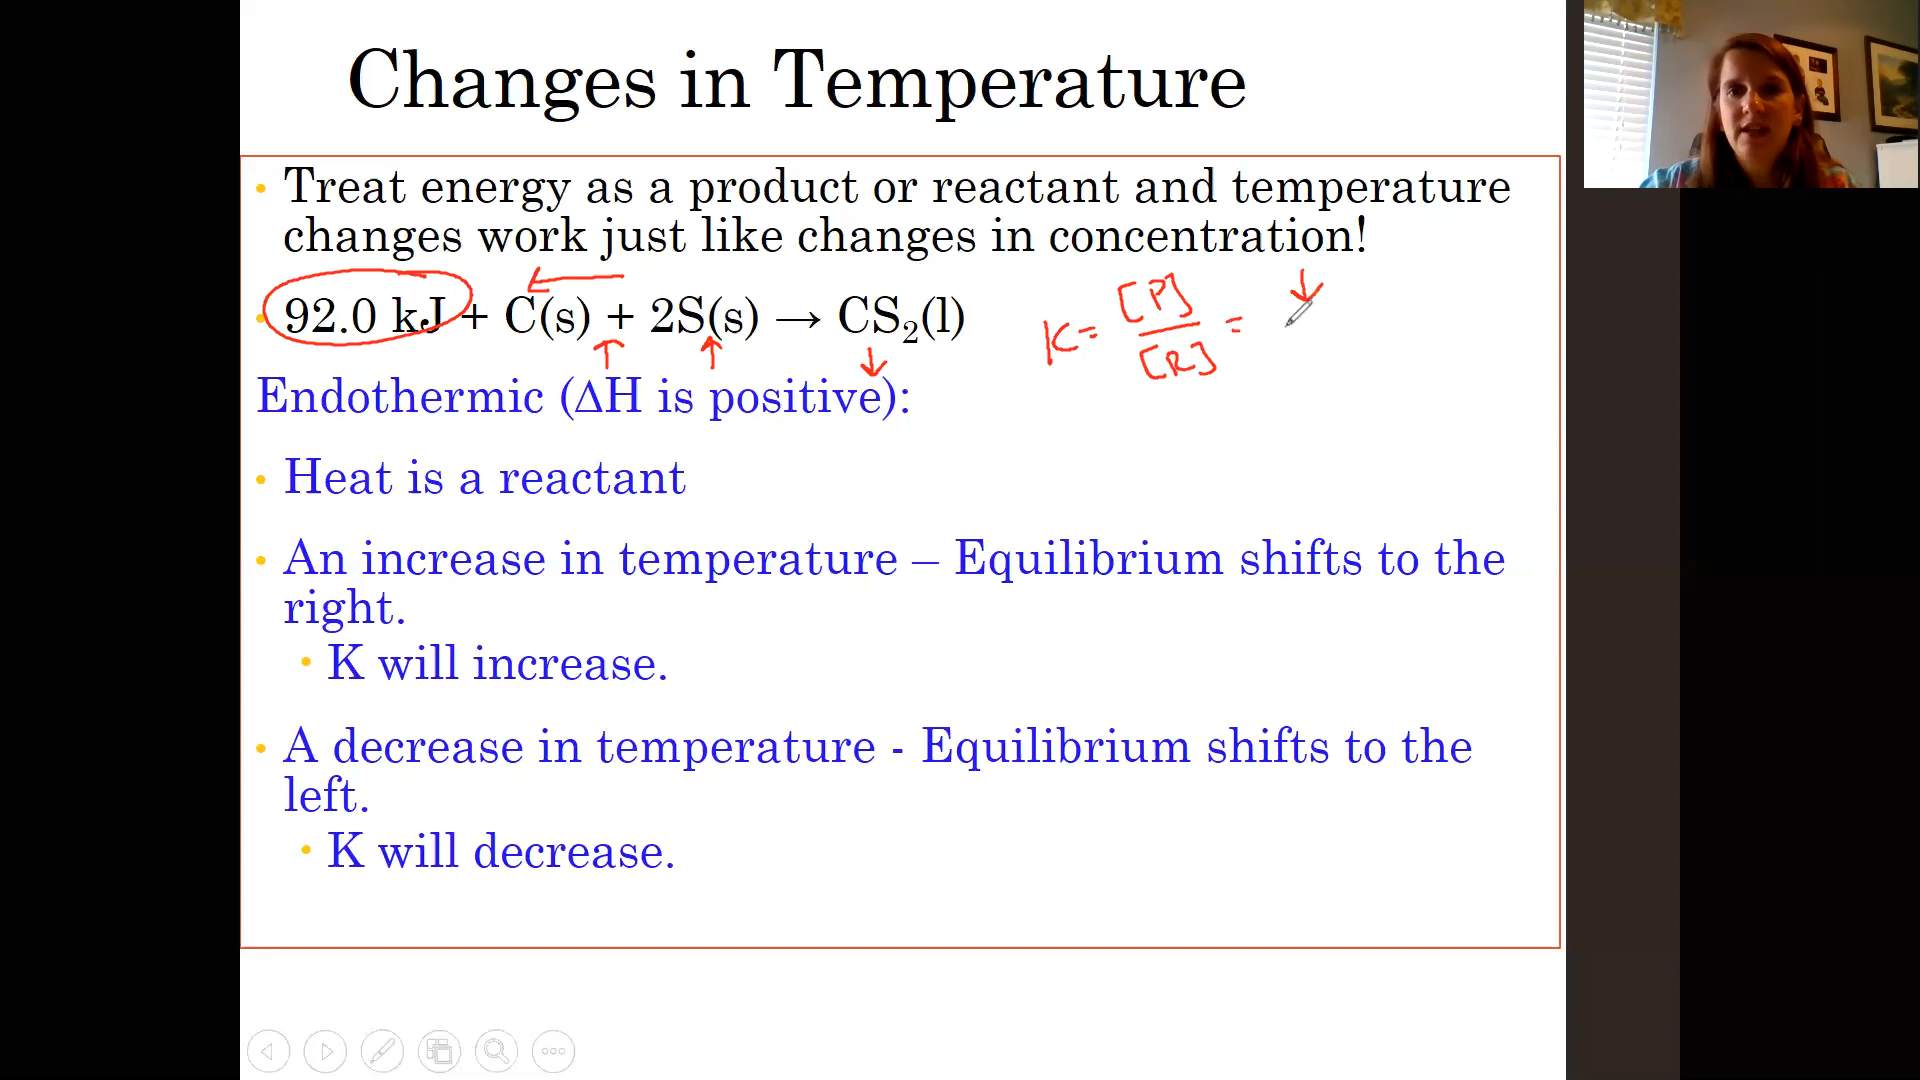 Changes in Temperature
• Treat energy as a product or reactant and temperature
changes work just like changes in concentration!
• 92.0 kJ + C(s) + 2S(s) → CS₂(l)
K = [P] / [R] = ↓
Endothermic (ΔH is positive):
• Heat is a reactant
• An increase in temperature – Equilibrium shifts to the
right.
• K will increase.
• A decrease in temperature - Equilibrium shifts to the
left.
• K will decrease.